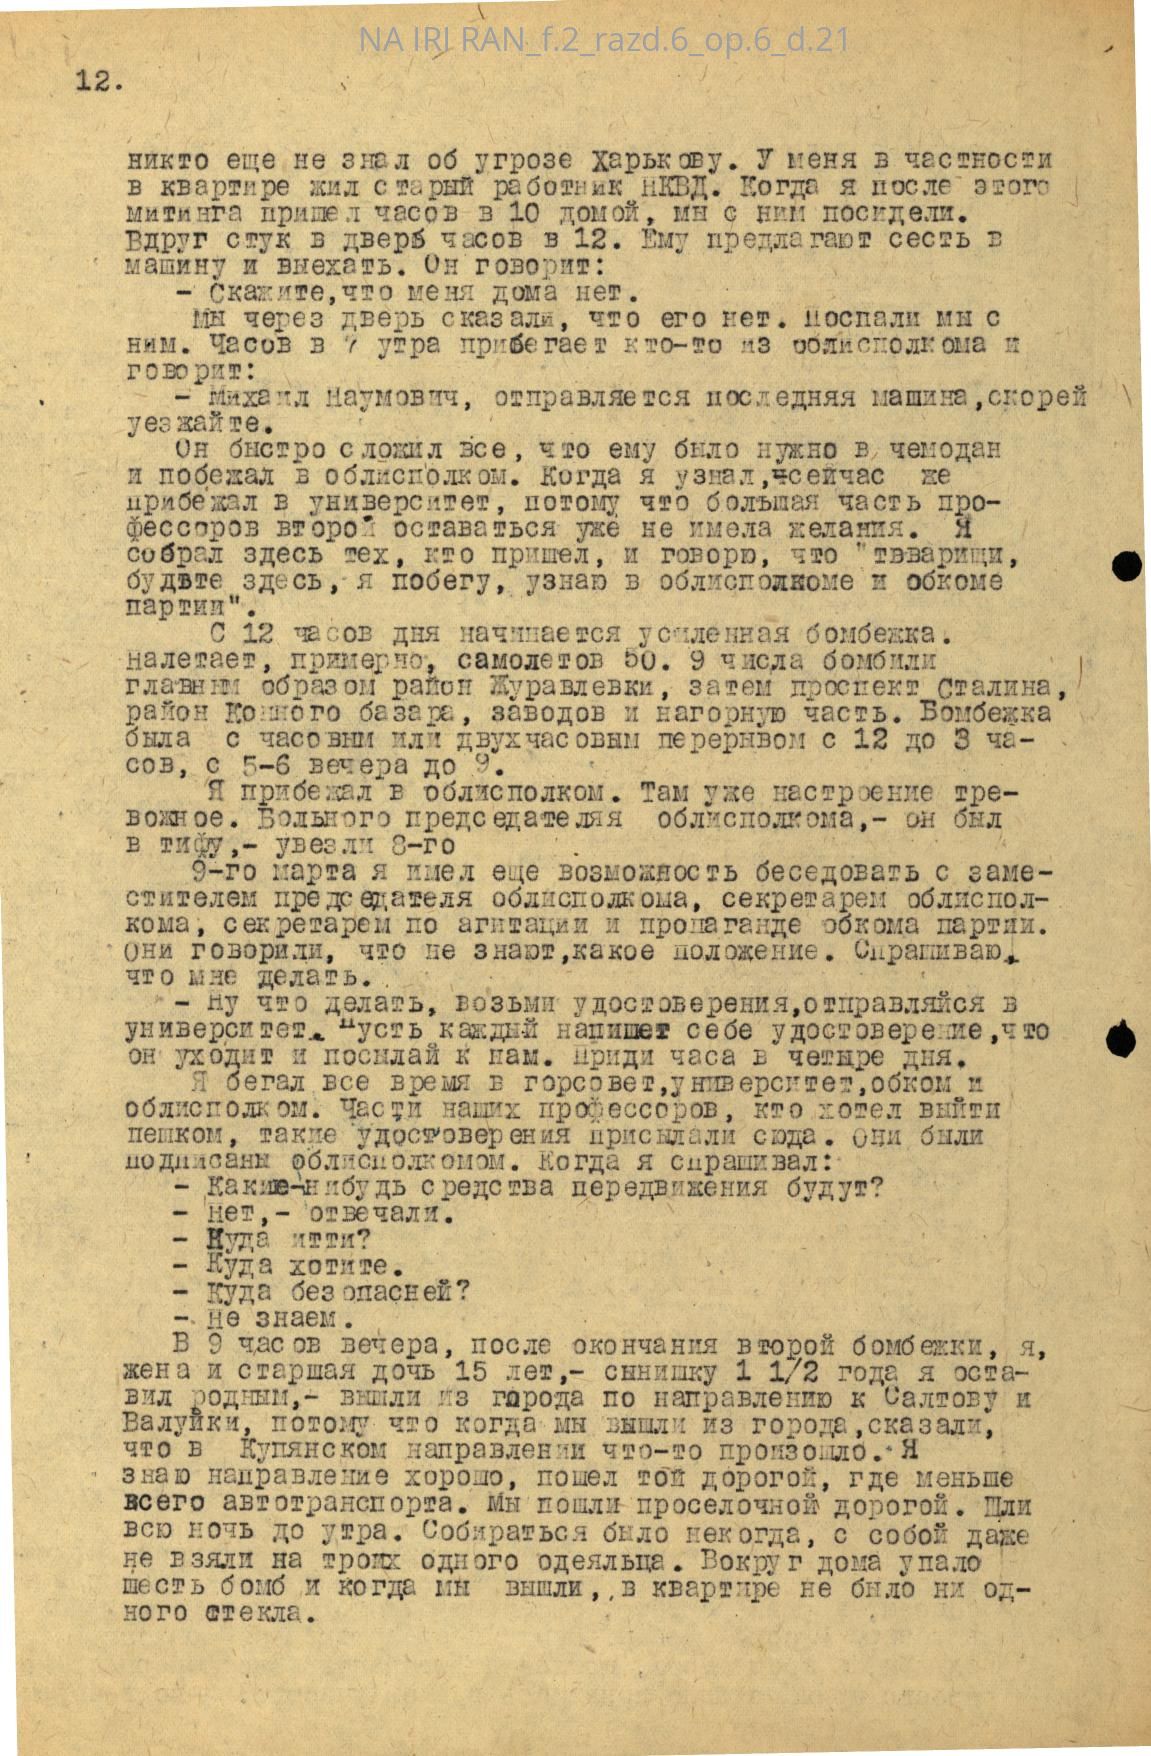 NA IRI RAN_f.2_razd.6_op.6_d.21
12.
никто еще не знал об угрозе Харькову. У меня в частности
в квартире жил старый работник НКВД. Когда я после этого
митинга пришел часов в 10 домой, мы с ним посидели.
Вдруг стук в дверь часов в 12. Ему предлагают сесть в
машину и выехать. Он говорит:
- Скажите,что меня дома нет.
Мы через дверь сказали, что его нет. Поспали мы с
ним. Часов в 7 утра прибегает кто-то из облисполкома и
говорит:
- Михаил Наумович, отправляется последняя машина,скорей
уезжайте.
Он быстро сложил все, что ему было нужно в чемодан
и побежал в облисполком. Когда я узнал, сейчас же
прибежал в университет, потому что большая часть про-
фессоров второй оставаться уже не имела желания. Я
собрал здесь тех, кто пришел, и говорю, что "товарищи,
будьте здесь, я побегу, узнаю в облисполкоме и обкоме
партии".
С 12 часов дня начинается усиленная бомбежка.
Налетает, примерно, самолетов 50. 9 числа бомбили
главным образом район Журавлевки, затем проспект Сталина,
район Конного базара, заводов и нагорную часть. Бомбежка
была с часовым или двухчасовым перерывом с 12 до 3 ча-
сов, с 5-6 вечера до 9.
Я прибежал в облисполком. Там уже настроение тре-
вожное. Больного председателяя облисполкома,- он был
в тифу,- увезли 8-го
9-го марта я имел еще возможность беседовать с заме-
стителем председателя облисполкома, секретарем облиспол-
кома, секретарем по агитации и пропаганде обкома партии.
Они говорили, что не знают,какое положение. Спрашиваю,
что мне делать.
- Ну что делать, возьми удостоверения,отправляйся в
университет. Пусть каждый напишет себе удостоверение,что
он уходит и посылай к нам. Приди часа в четыре дня.
Я бегал все время в горсовет,университет,обком и
облисполком. Части наших профессоров, кто хотел выйти
пешком, такие удостоверения присылали сюда. Они были
подписаны облисполкомом. Когда я спрашивал:
- Какие-нибудь средства передвижения будут?
- Нет,- отвечали.
- Куда итти?
- Куда хотите.
- Куда безопасней?
- Не знаем.
В 9 часов вечера, после окончания второй бомбежки, я,
жена и старшая дочь 15 лет,- сынишку 1 1/2 года я оста-
вил родным,- вышли из города по направлению к Салтову и
Валуйки, потому что когда мы вышли из города,сказали,
что в Купянском направлении что-то произошло. Я
знаю направление хорошо, пошел той дорогой, где меньше
всего автотранспорта. Мы пошли проселочной дорогой. Шли
всю ночь до утра. Собираться было некогда, с собой даже
не взяли на троих одного одеяльца. Вокруг дома упало
шесть бомб и когда мы вышли, в квартире не было ни од-
ного стекла.